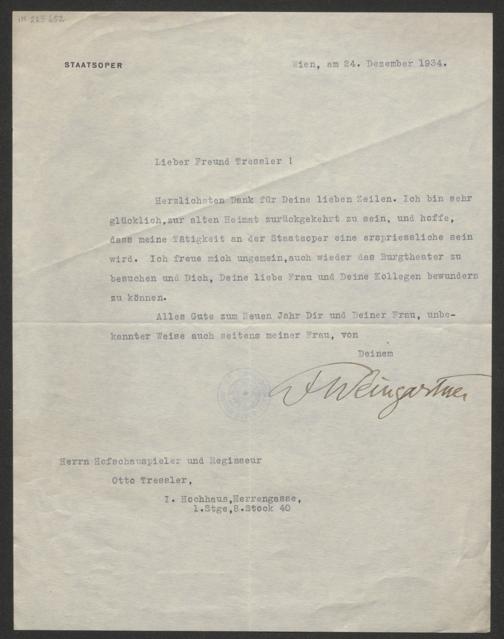 IN 225.652
STAATSOPER
Wien, am 24. Dezember 1934.
Lieber Freund Tressler !
Herzlichsten Dank für Deine lieben Zeilen. Ich bin sehr
glücklich,zur alten Heimat zurückgekehrt zu sein, und hoffe,
dass meine Tätigkeit an der Staatsoper eine erspriessliche sein
wird. Ich freue mich ungemein,auch wieder das Burgtheater zu
besuchen und Dich, Deine liebe Frau und Deine Kollegen bewundern
zu können.
Alles Gute zum Neuen Jahr Dir und Deiner Frau, unbe-
kannter Weise auch seitens meiner Frau, von
Deinem
F Weingartner
Herrn Hofschauspieler und Regisseur
Otto Tressler,
I. Hochhaus,Herrengasse,
1.Stge,8.Stock 40